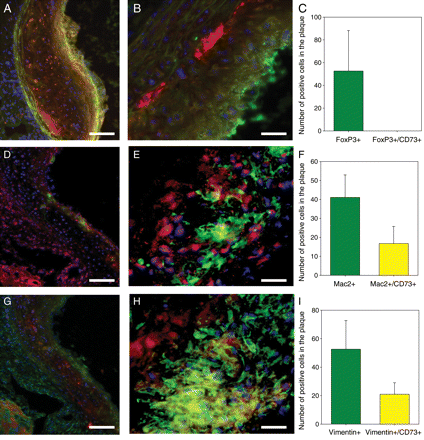 A
B
C
Number of positive cells in the plaque
100
80
60
40
20
0
FoxP3+ FoxP3+/CD73+
D
E
F
Number of positive cells in the plaque
60
50
40
30
20
10
0
Mac2+ Mac2+/CD73+
G
H
I
Number of positive cells in the plaque
80
60
40
20
0
Vimentin+ Vimentin+/CD73+